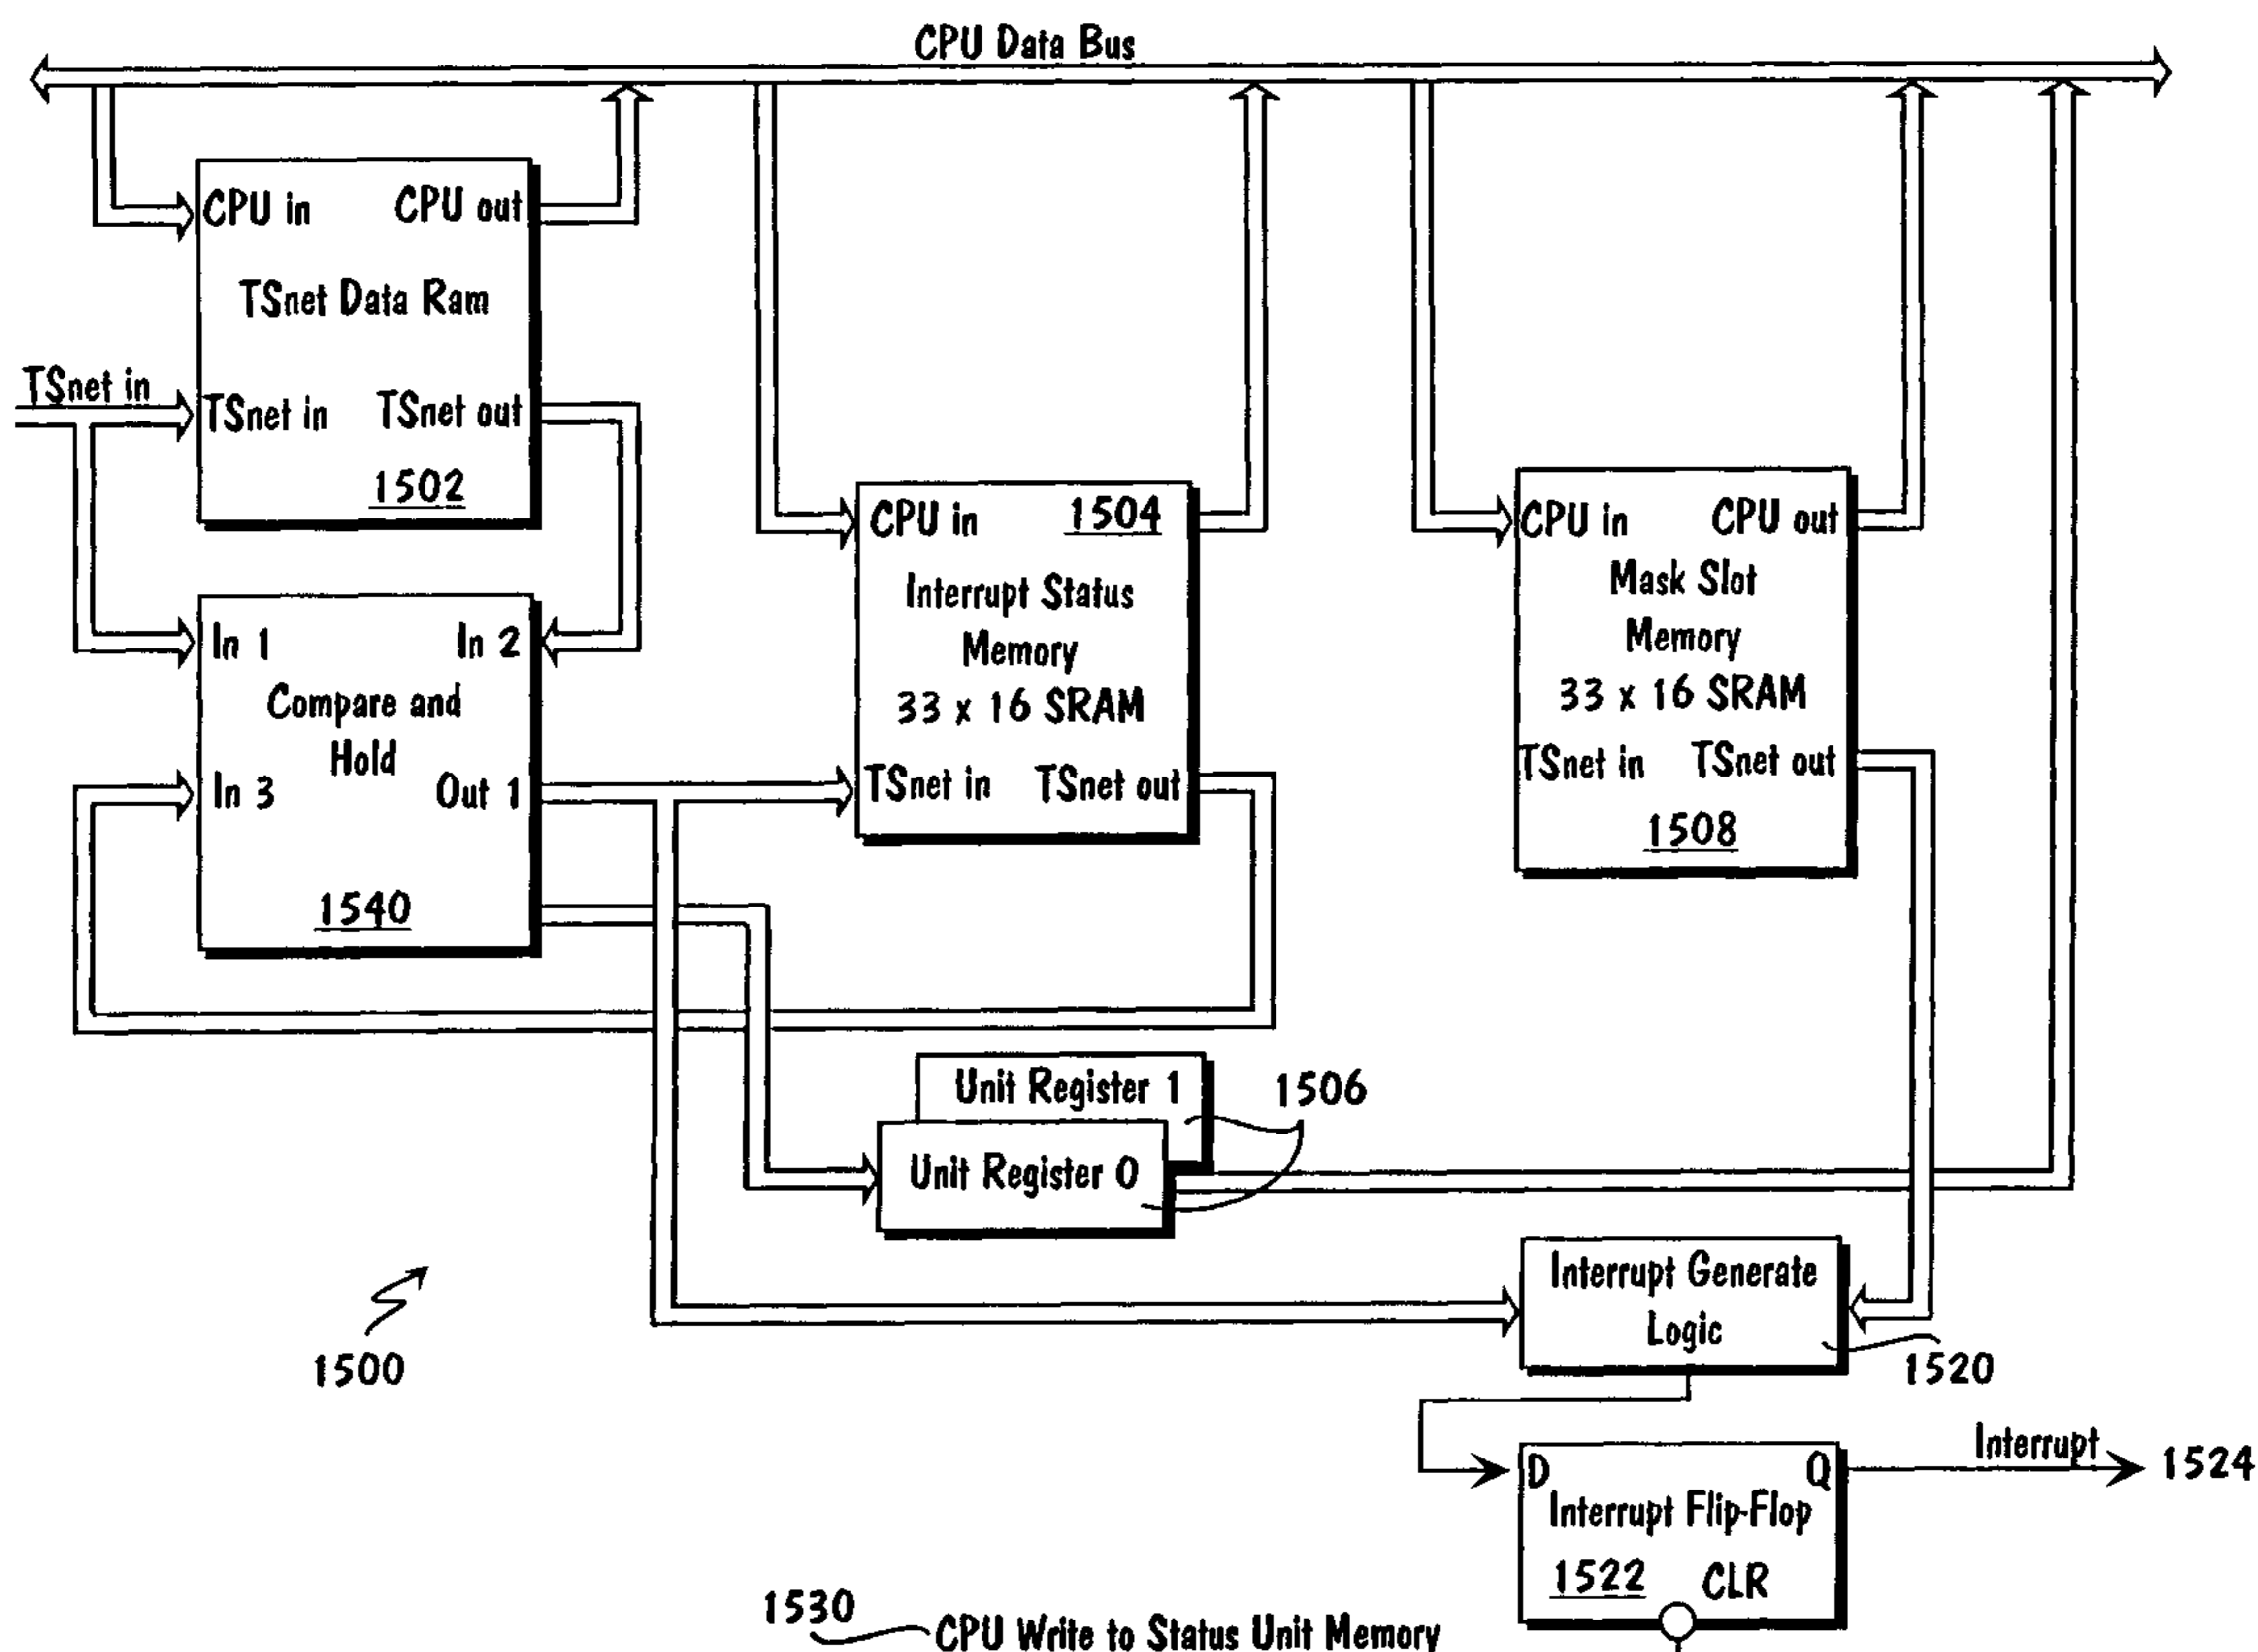 CPU Data Bus
CPU in
CPU out
TSnet Data Ram
TSnet in
TSnet in
TSnet out
1502
In 1
In 2
Compare and
Hold
In 3
Out 1
1540
CPU in
1504
Interrupt Status
Memory
33 x 16 SRAM
TSnet in
TSnet out
CPU in
CPU out
Mask Slot
Memory
33 x 16 SRAM
TSnet in
TSnet out
1508
Unit Register 1
1506
Unit Register 0
Interrupt Generate
Logic
1520
1500
D
Q
Interrupt
1524
Interrupt Flip-Flop
1522
CLR
1530
CPU Write to Status Unit Memory